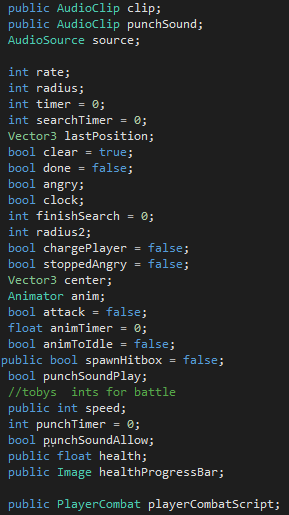 public AudioClip clip;
public AudioClip punchSound;
AudioSource source;
int rate;
int radius;
int timer = 0;
int searchTimer = 0;
Vector3 lastPosition;
bool clear = true;
bool done = false;
bool angry;
bool clock;
int finishSearch = 0;
int radius2;
bool chargePlayer = false;
bool stoppedAngry = false;
Vector3 center;
Animator anim;
bool attack = false;
float animTimer = 0;
bool animToIdle = false;
public bool spawnHitbox = false;
bool punchSoundPlay;
//tobys  ints for battle
public int speed;
int punchTimer = 0;
bool punchSoundAllow;
public float health;
public Image healthProgressBar;
public PlayerCombat playerCombatScript;